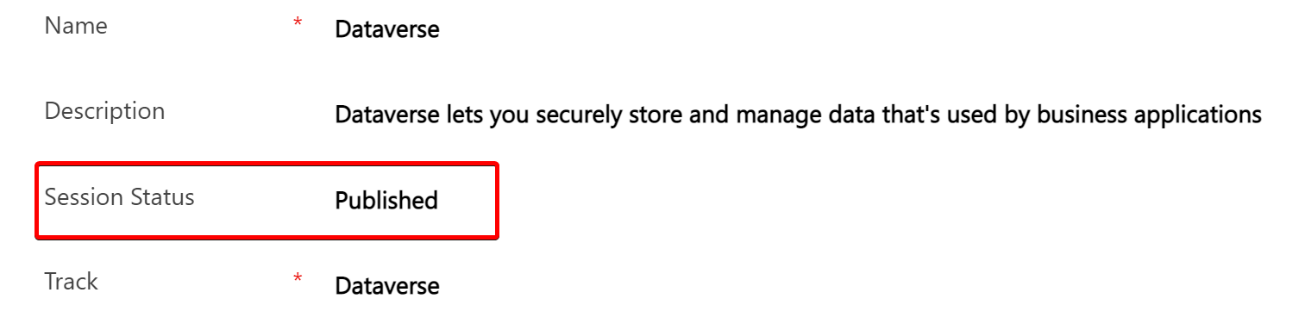 Name * Dataverse
Description Dataverse lets you securely store and manage data that's used by business applications
Session Status Published
Track * Dataverse